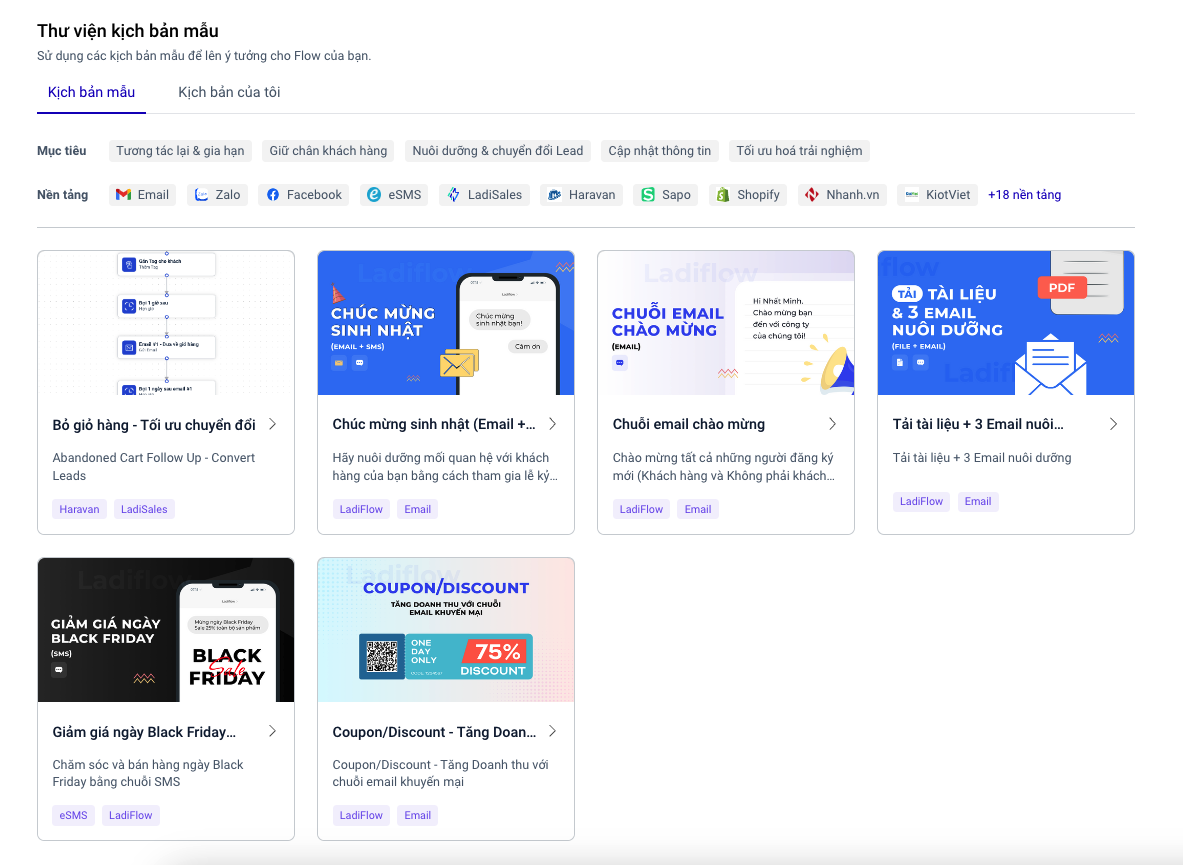 Thư viện kịch bản mẫu
Sử dụng các kịch bản mẫu để lên ý tưởng cho Flow của bạn.
Kịch bản mẫu
Kịch bản của tôi
Mục tiêu
Tương tác lại & gia hạn
Giữ chân khách hàng
Nuôi dưỡng & chuyển đổi Lead
Cập nhật thông tin
Tối ưu hoá trải nghiệm
Nền tảng
Email
Zalo
Facebook
eSMS
LadiSales
Haravan
Sapo
Shopify
Nhanh.vn
KiotViet
+18 nền tảng
Gắn Tag cho khách
Thêm Tag
Đợi 1 giờ sau
Email #1 - Đưa về giỏ hàng
Gửi Email
Đợi 1 ngày sau email #1
Bỏ giỏ hàng - Tối ưu chuyển đổi
Abandoned Cart Follow Up - Convert
Leads
Haravan
LadiSales
Ladiflow
CHÚC MỪNG
SINH NHẬT
(EMAIL + SMS)
Ladiflow
Chúc mừng
sinh nhật bạn!
Cảm ơn
Chúc mừng sinh nhật (Email +...
Hãy nuôi dưỡng mối quan hệ với khách
hàng của bạn bằng cách tham gia lễ kỷ...
LadiFlow
Email
Ladiflow
CHUỖI EMAIL
CHÀO MỪNG
(EMAIL)
Hi Nhất Minh.
Chào mừng bạn
đến với công ty
của chúng tôi!
Chuỗi email chào mừng
Chào mừng tất cả những người đăng ký
mới (Khách hàng và Không phải khách...
LadiFlow
Email
flow
PDF
TẢI TÀI LIỆU
& 3 EMAIL
NUÔI DƯỠNG
(FILE + EMAIL)
Ladif
Tải tài liệu + 3 Email nuôi...
Tải tài liệu + 3 Email nuôi dưỡng
LadiFlow
Email
Ladiflow
GIẢM GIÁ NGÀY
BLACK FRIDAY
(SMS)
Ladiflow
Mừng ngày Black Friday
Sale 25% toàn bộ sản phẩm
BLACK
Sale
FRIDAY
Giảm giá ngày Black Friday...
Chăm sóc và bán hàng ngày Black
Friday bằng chuỗi SMS
eSMS
LadiFlow
Ladiflow
COUPON/DISCOUNT
TĂNG DOANH THU VỚI CHUỖI
EMAIL KHUYẾN MẠI
ONE
DAY
ONLY
75%
DISCOUNT
Coupon/Discount - Tăng Doan...
Coupon/Discount - Tăng Doanh thu với
chuỗi email khuyến mại
LadiFlow
Email